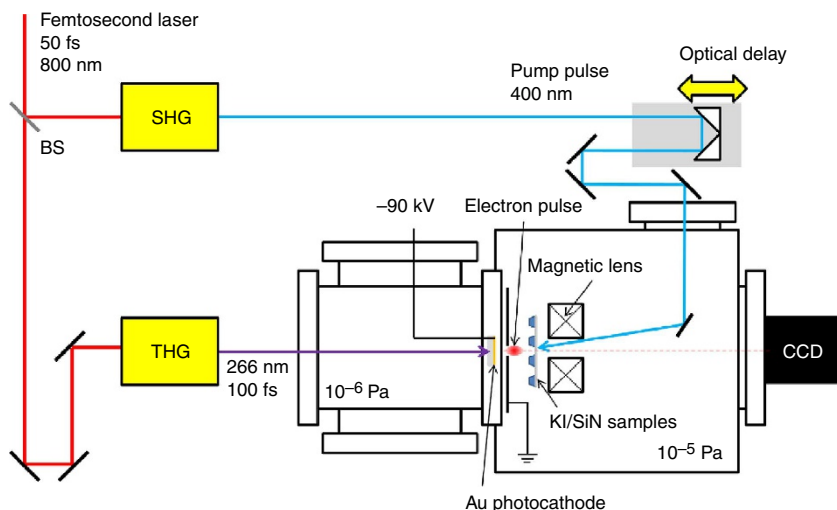 Femtosecond laser
50 fs
800 nm
Optical delay
Pump pulse
400 nm
SHG
BS
–90 kV
Electron pulse
Magnetic lens
THG
266 nm
100 fs
10–6 Pa
CCD
KI/SiN samples
10–5 Pa
Au photocathode